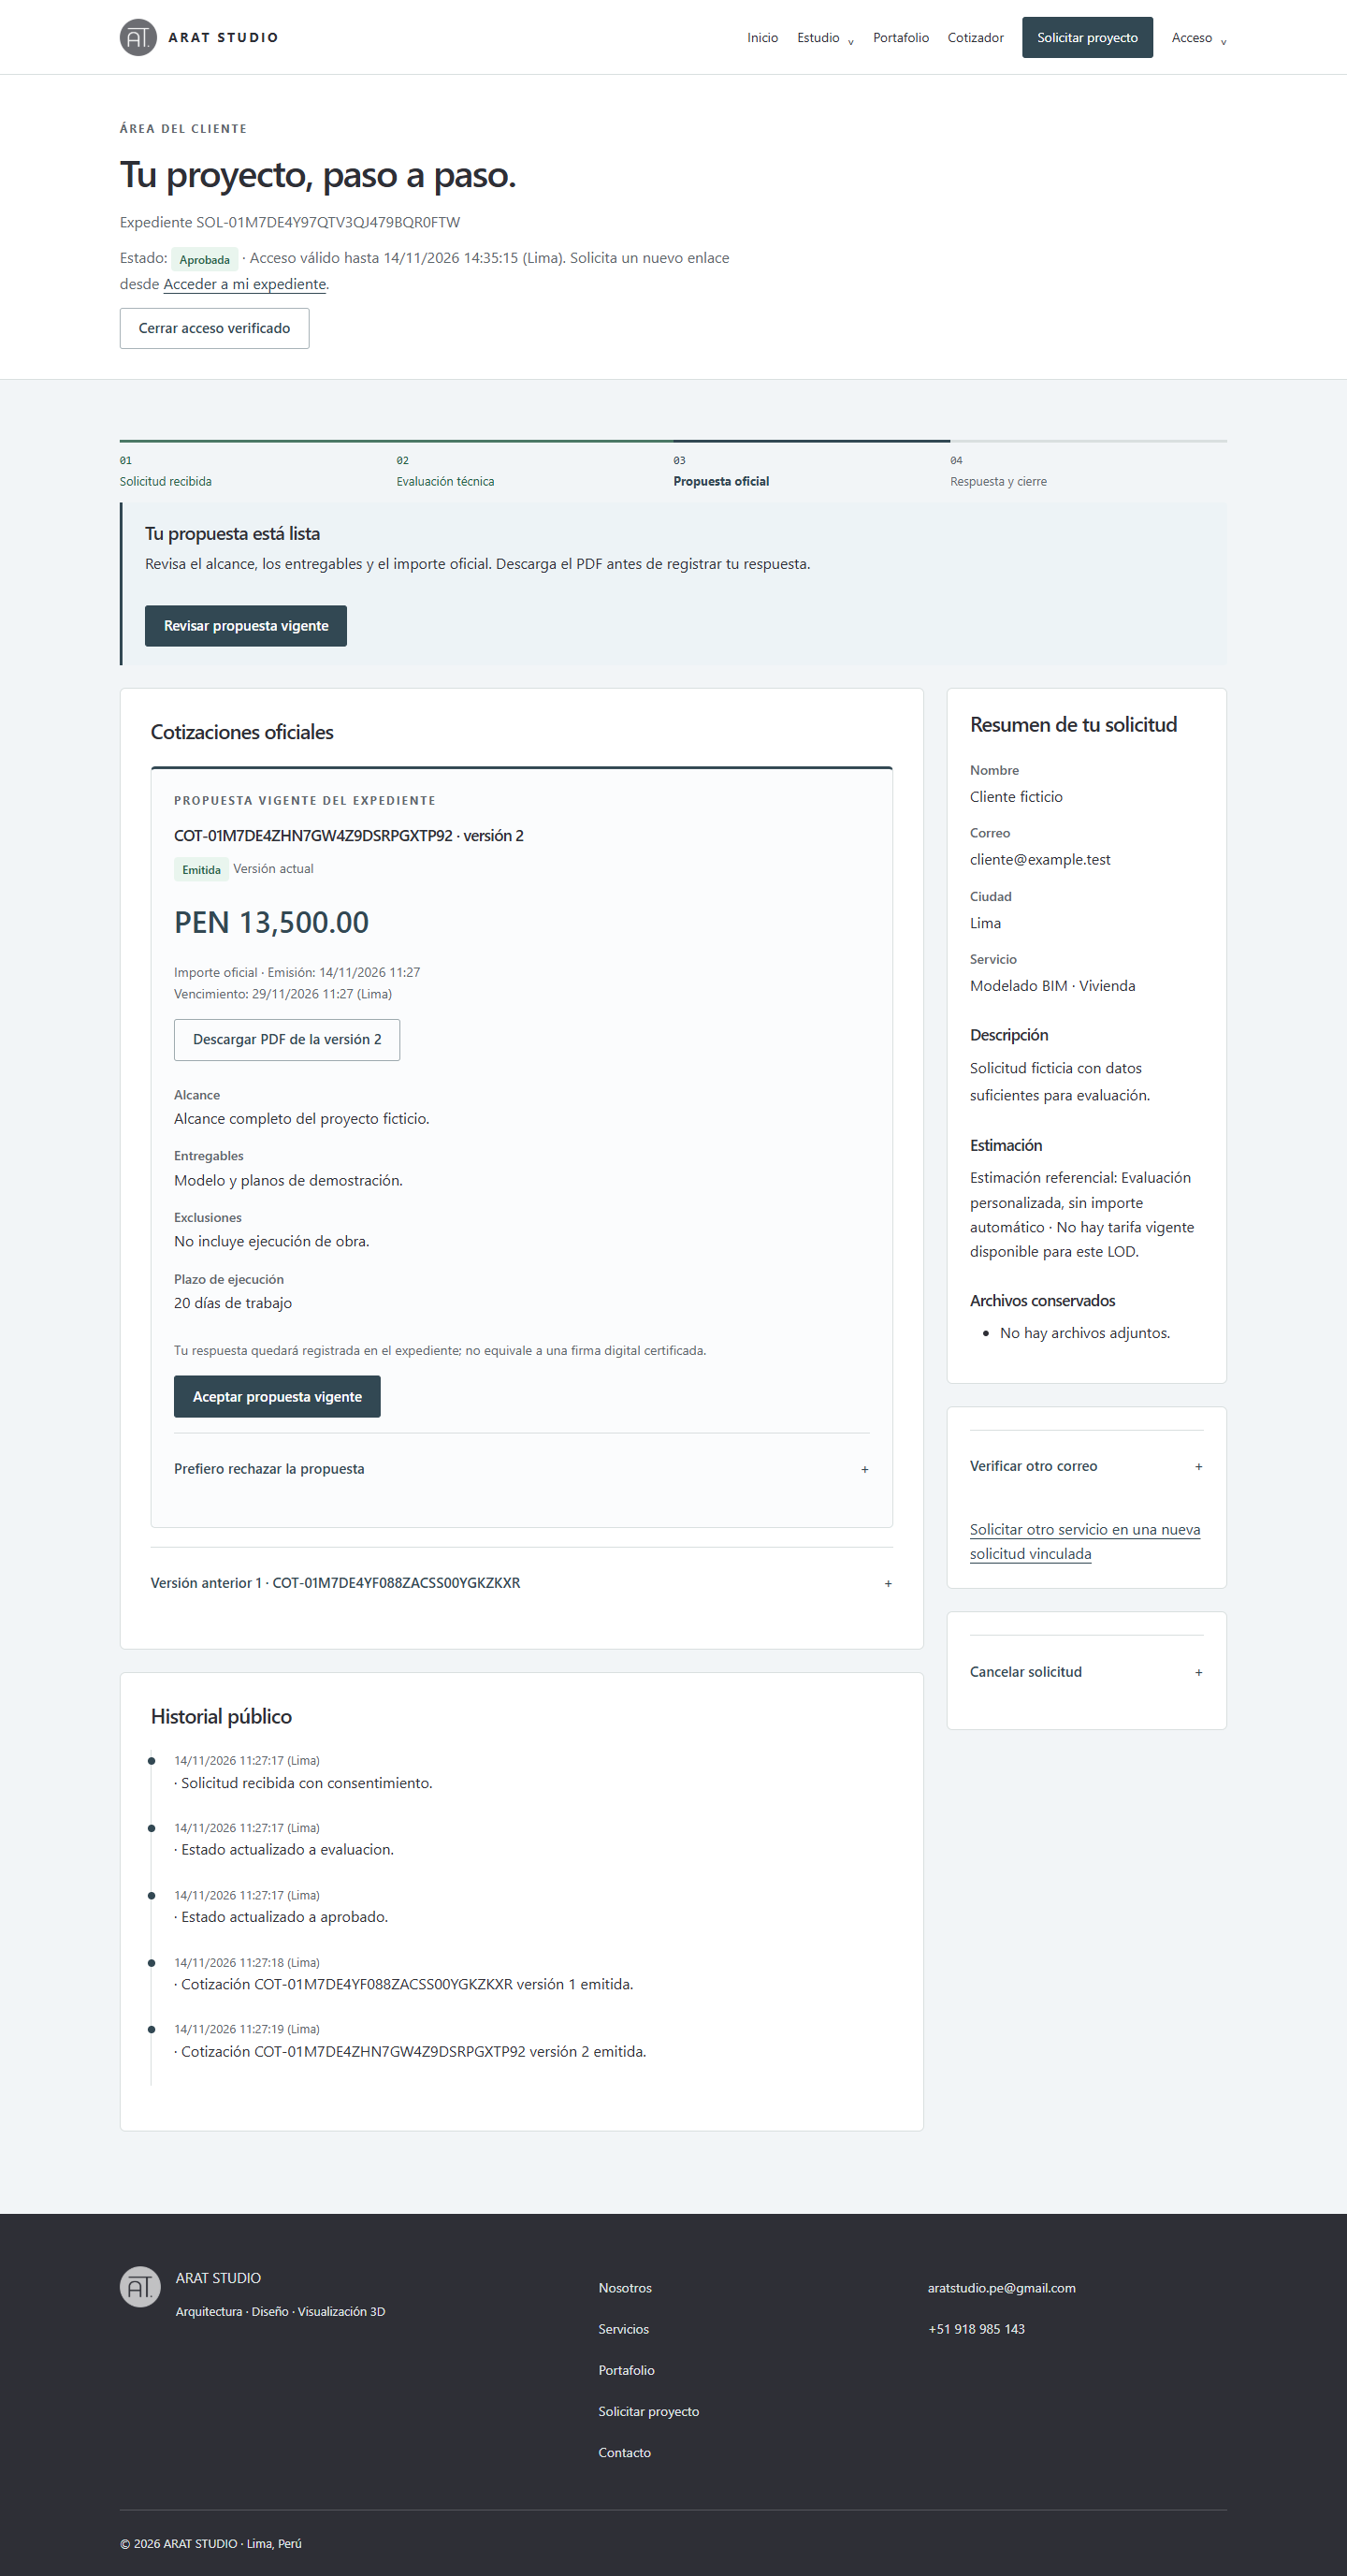 AT.
ARAT STUDIO
Inicio
Estudio v
Portafolio
Cotizador
Solicitar proyecto
Acceso v
ÁREA DEL CLIENTE
Tu proyecto, paso a paso.
Expediente SOL-01M7DE4Y97QTV3QJ479BQR0FTW
Estado: Aprobada · Acceso válido hasta 14/11/2026 14:35:15 (Lima). Solicita un nuevo enlace
desde Acceder a mi expediente.
Cerrar acceso verificado
01
Solicitud recibida
02
Evaluación técnica
03
Propuesta oficial
04
Respuesta y cierre
Tu propuesta está lista
Revisa el alcance, los entregables y el importe oficial. Descarga el PDF antes de registrar tu respuesta.
Revisar propuesta vigente
Cotizaciones oficiales
PROPUESTA VIGENTE DEL EXPEDIENTE
COT-01M7DE4ZHN7GW4Z9DSRPGXTP92 · versión 2
Emitida Versión actual
PEN 13,500.00
Importe oficial · Emisión: 14/11/2026 11:27
Vencimiento: 29/11/2026 11:27 (Lima)
Descargar PDF de la versión 2
Alcance
Alcance completo del proyecto ficticio.
Entregables
Modelo y planos de demostración.
Exclusiones
No incluye ejecución de obra.
Plazo de ejecución
20 días de trabajo
Tu respuesta quedará registrada en el expediente; no equivale a una firma digital certificada.
Aceptar propuesta vigente
Prefiero rechazar la propuesta +
Versión anterior 1 · COT-01M7DE4YF088ZACSS00YGKZKXR +
Historial público
14/11/2026 11:27:17 (Lima)
· Solicitud recibida con consentimiento.
14/11/2026 11:27:17 (Lima)
· Estado actualizado a evaluacion.
14/11/2026 11:27:17 (Lima)
· Estado actualizado a aprobado.
14/11/2026 11:27:18 (Lima)
· Cotización COT-01M7DE4YF088ZACSS00YGKZKXR versión 1 emitida.
14/11/2026 11:27:19 (Lima)
· Cotización COT-01M7DE4ZHN7GW4Z9DSRPGXTP92 versión 2 emitida.
Resumen de tu solicitud
Nombre
Cliente ficticio
Correo
cliente@example.test
Ciudad
Lima
Servicio
Modelado BIM · Vivienda
Descripción
Solicitud ficticia con datos
suficientes para evaluación.
Estimación
Estimación referencial: Evaluación
personalizada, sin importe
automático · No hay tarifa vigente
disponible para este LOD.
Archivos conservados
• No hay archivos adjuntos.
Verificar otro correo +
Solicitar otro servicio en una nueva
solicitud vinculada
Cancelar solicitud +
AT.
ARAT STUDIO
Arquitectura · Diseño · Visualización 3D
Nosotros
Servicios
Portafolio
Solicitar proyecto
Contacto
aratstudio.pe@gmail.com
+51 918 985 143
© 2026 ARAT STUDIO · Lima, Perú